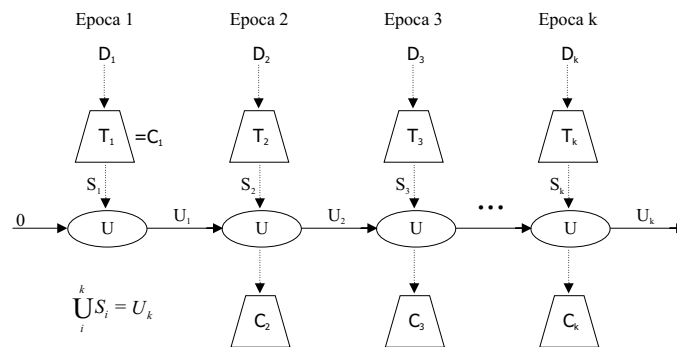 Epoca 1 Epoca 2 Epoca 3 Epoca k
D₁ D₂ D₃ Dₖ
T₁ =C₁ T₂ T₃ Tₖ
S₁ S₂ S₃ Sₖ
...
0 U U₁ U U₂ U U Uₖ
k
U Sᵢ = Uₖ
i
C₂ C₃ Cₖ